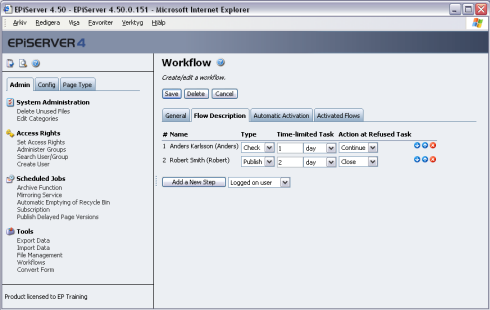 EPiServer 4.50 - EPiServer 4.50.0.151 - Microsoft Internet Explorer
Arkiv Redigera Visa Favoriter Verktyg Hjälp
EPiSERVER 4
Admin Config Page Type
System Administration
Delete Unused Files
Edit Categories
Access Rights
Set Access Rights
Administer Groups
Search User/Group
Create User
Scheduled Jobs
Archive Function
Mirroring Service
Automatic Emptying of Recycle Bin
Subscription
Publish Delayed Page Versions
Tools
Export Data
Import Data
File Management
Workflows
Convert Form
Product licensed to EP Training
Workflow
Create/edit a workflow.
Save Delete Cancel
General Flow Description Automatic Activation Activated Flows
# Name Type Time-limited Task Action at Refused Task
1 Anders Karlsson (Anders) Check 1 day Continue
2 Robert Smith (Robert) Publish 2 day Close
Add a New Step Logged on user